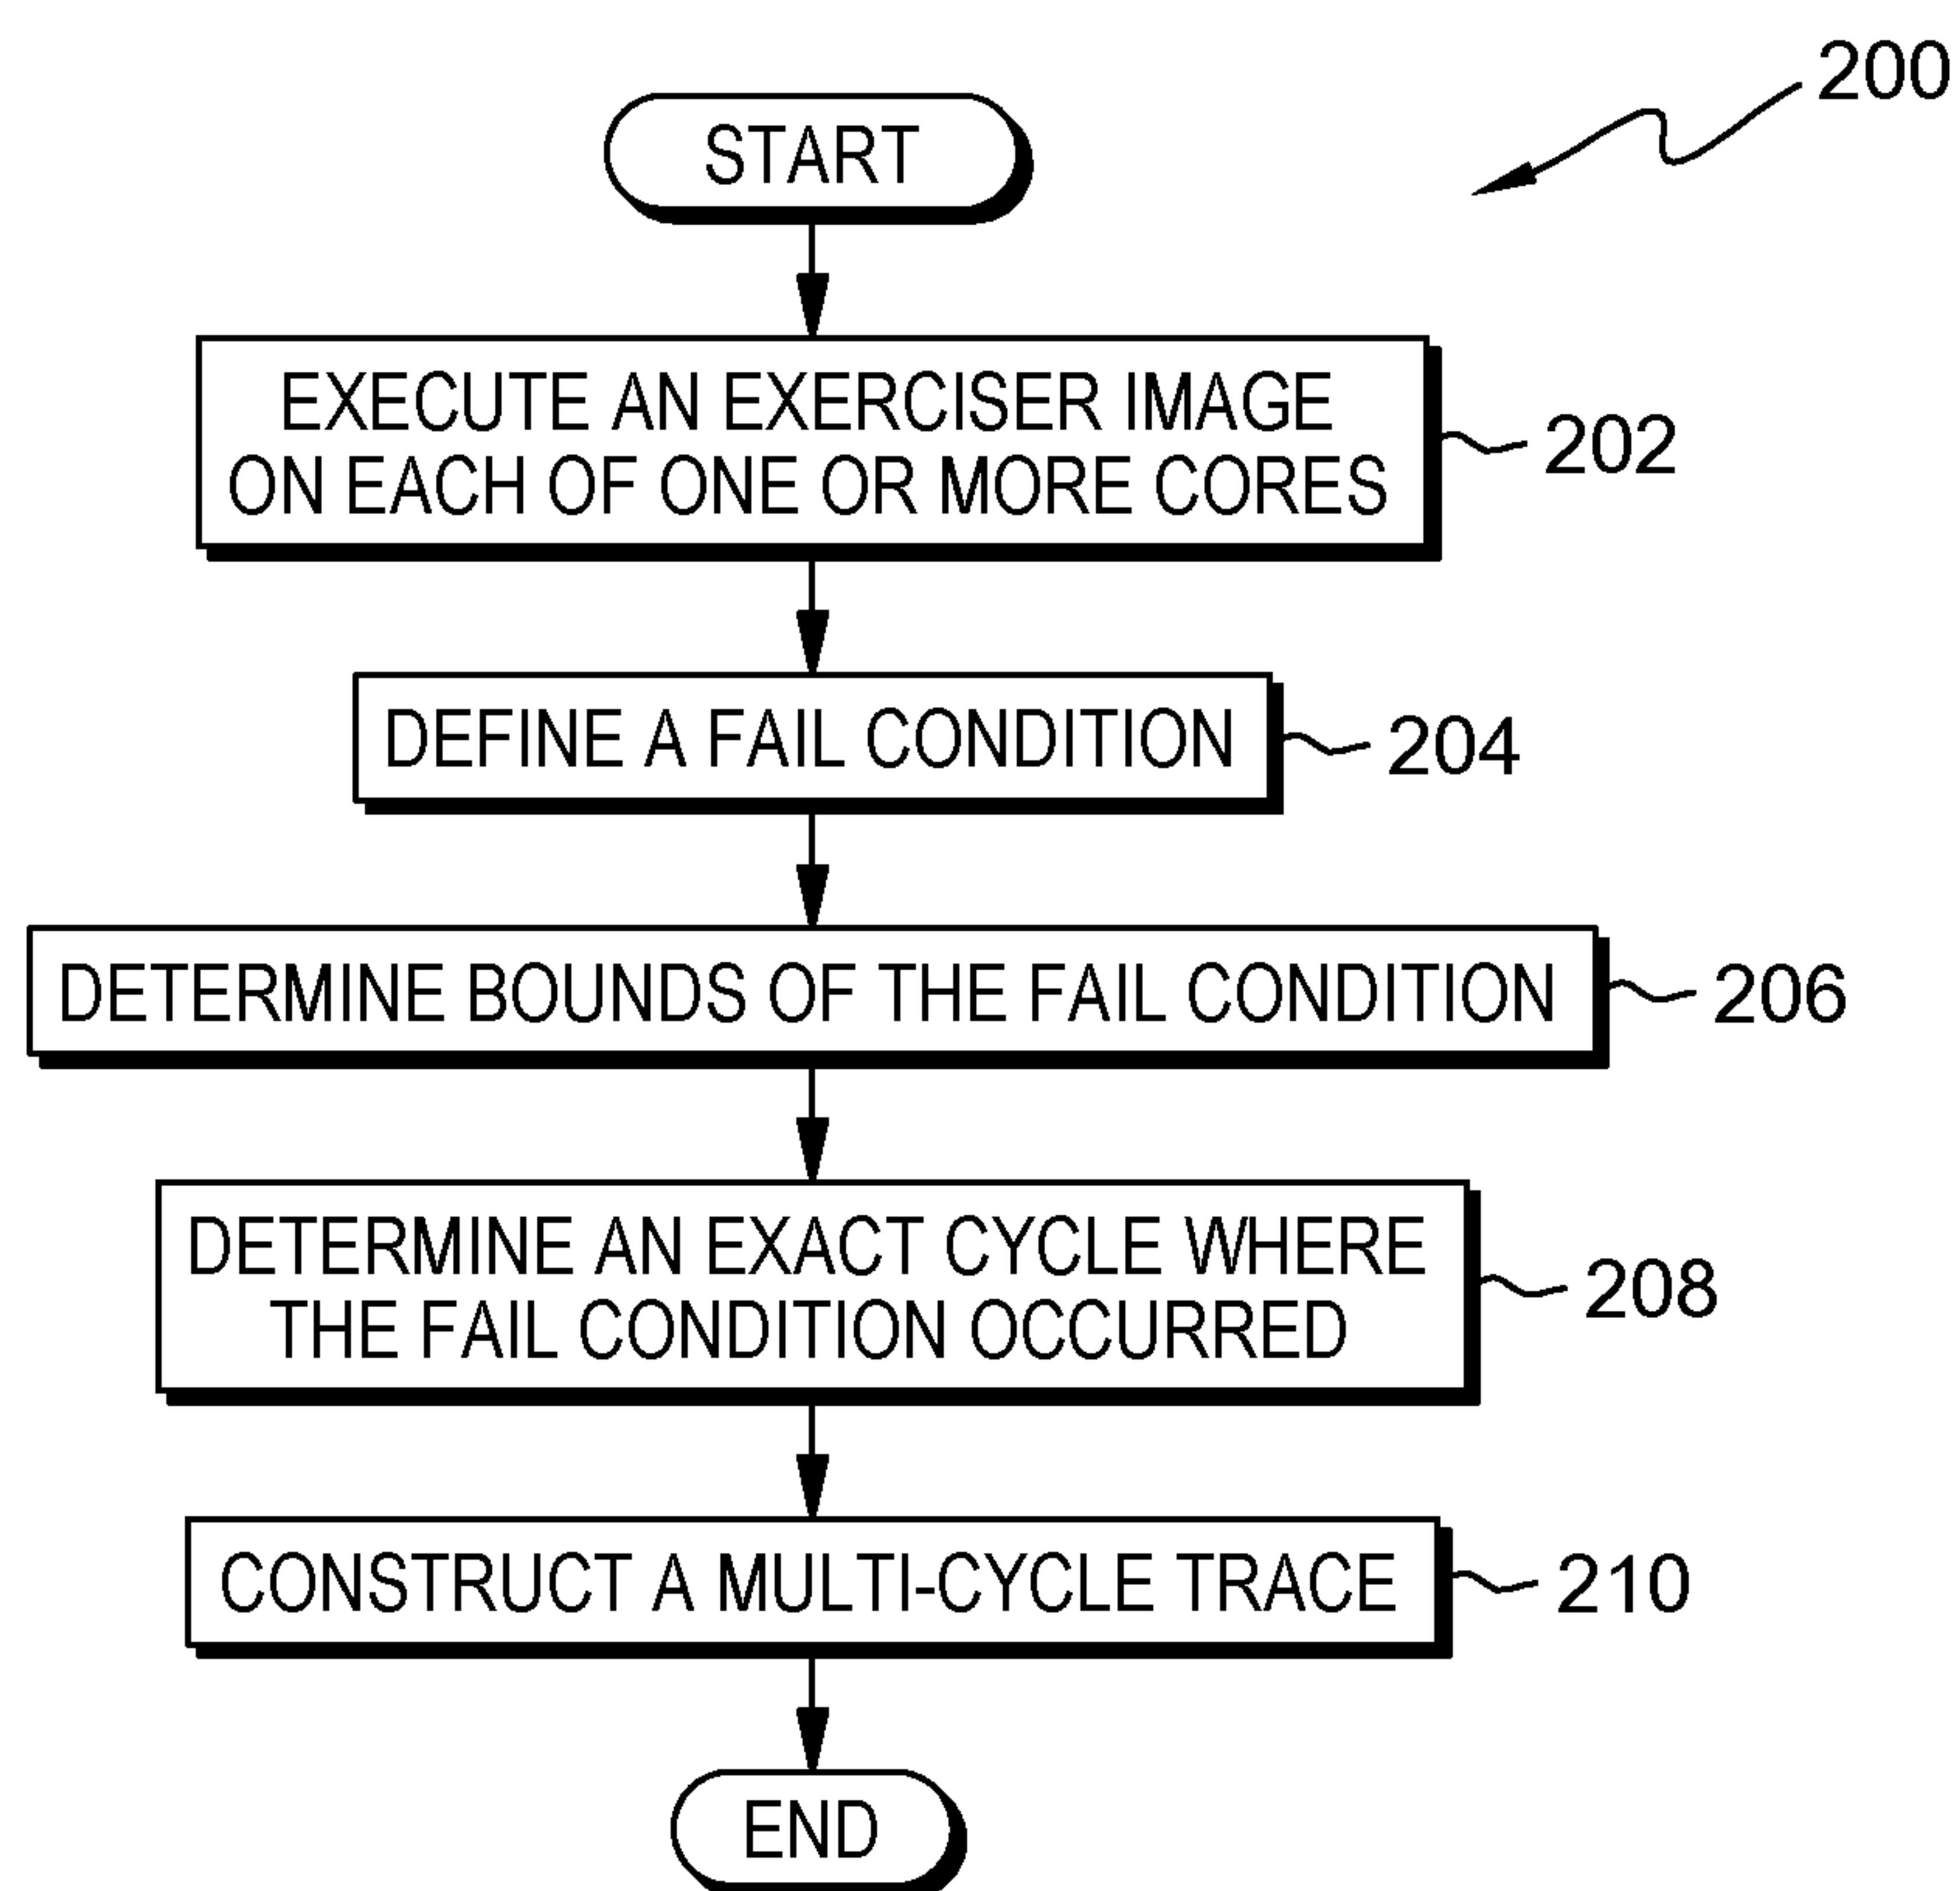 200
START
EXECUTE AN EXERCISER IMAGE
ON EACH OF ONE OR MORE CORES
202
DEFINE A FAIL CONDITION
204
DETERMINE BOUNDS OF THE FAIL CONDITION
206
DETERMINE AN EXACT CYCLE WHERE
THE FAIL CONDITION OCCURRED
208
CONSTRUCT A MULTI-CYCLE TRACE
210
END